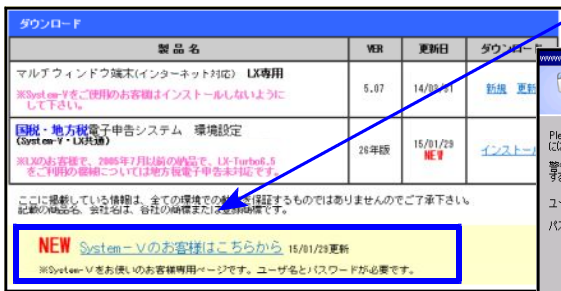 ダウンロード
製品名 VER 更新日 ダウンロード
マルチウィンドウ端末(インターネット対応) LX専用
※System-Vをご使用のお客様はインストールしないように
して下さい。
5.07 14/03/31 新規 更新
国税・地方税電子申告システム 環境設定
(System-V・LX共通)
※LXのお客様で、2005年7月以前の納品で、LX-Turbo6.5
をご利用の機種については地方税電子未対応です。
26年版 15/01/29 インストー
NEW
ここに掲載している情報は、全ての環境での動作を保証するものではありませんのでご了承下さい。
記載の商品名、会社名は、各社の商標または登録商標です。
NEW System-Vのお客様はこちらから 15/01/29更新
※System-Vをお使いのお客様専用ページです。ユーザ名とパスワードが必要です。
www
Ple
に
警
す
ユー
パス